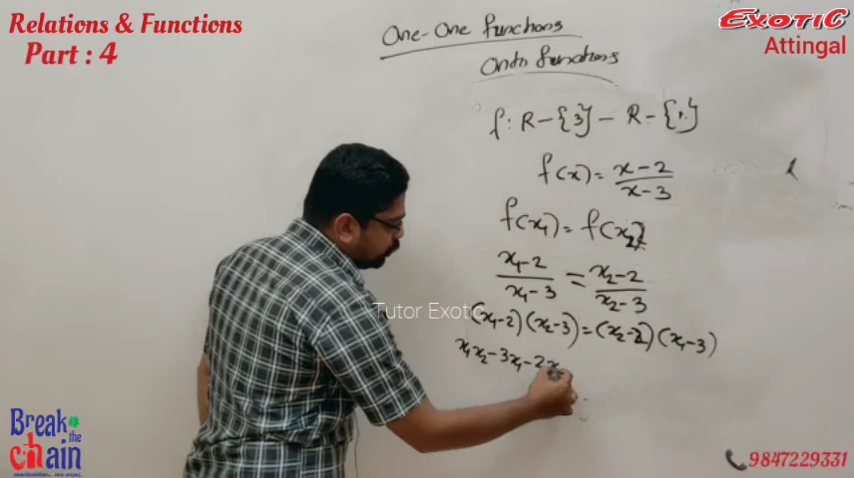 Relations & Functions
Part : 4
EXOTIC
Attingal
One-One functions
Onto functions
f: R-{3} - R-{1}
f(x) = x-2 / x-3
f(x₁) = f(x₂)
x₁-2 / x₁-3 = x₂-2 / x₂-3
(x₁-2)(x₂-3) = (x₂-2)(x₁-3)
x₁x₂-3x₁-2x
Tutor Exotic
Break the chain
9847229331